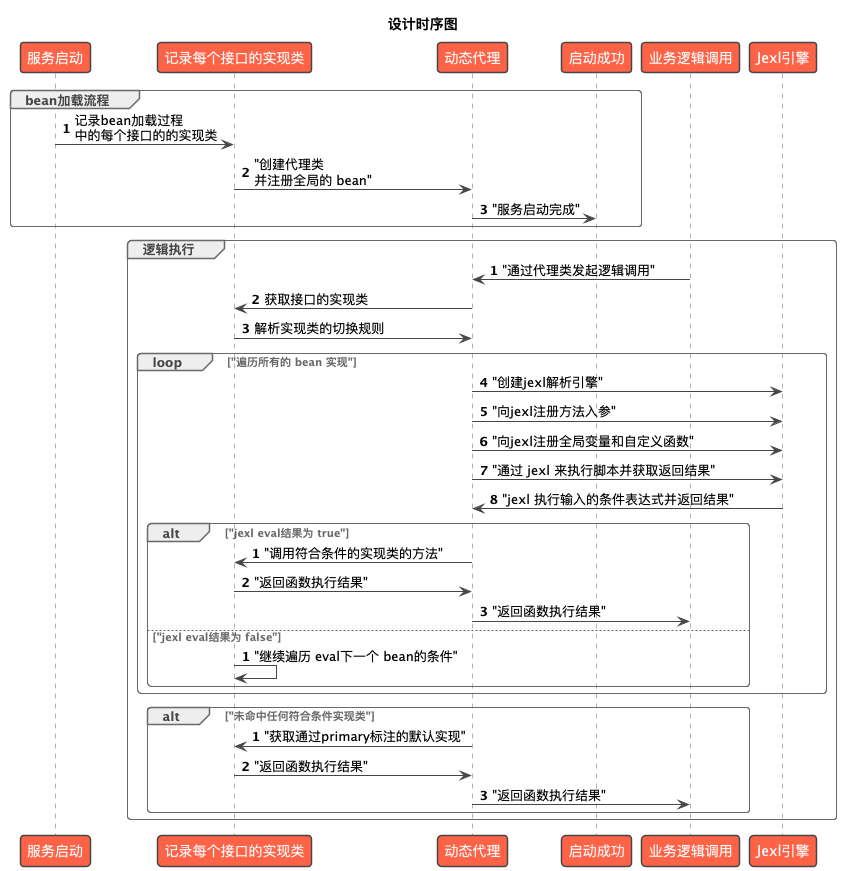 设计时序图
服务启动 记录每个接口的实现类 动态代理 启动成功 业务逻辑调用 Jexl引擎
bean加载流程
1 记录bean加载过程
中的每个接口的的实现类
2 "创建代理类
并注册全局的 bean"
3 "服务启动完成"
逻辑执行
1 "通过代理类发起逻辑调用"
2 获取接口的实现类
3 解析实现类的切换规则
loop ["遍历所有的 bean 实现"]
4 "创建jexl解析引擎"
5 "向jexl注册方法入参"
6 "向jexl注册全局变量和自定义函数"
7 "通过 jexl 来执行脚本并获取返回结果"
8 "jexl 执行输入的条件表达式并返回结果"
alt ["jexl eval结果为 true"]
1 "调用符合条件的实现类的方法"
2 "返回函数执行结果"
3 "返回函数执行结果"
["jexl eval结果为 false"]
1 "继续遍历 eval下一个 bean的条件"
alt ["未命中任何符合条件实现类"]
1 "获取通过primary标注的默认实现"
2 "返回函数执行结果"
3 "返回函数执行结果"
服务启动 记录每个接口的实现类 动态代理 启动成功 业务逻辑调用 Jexl引擎